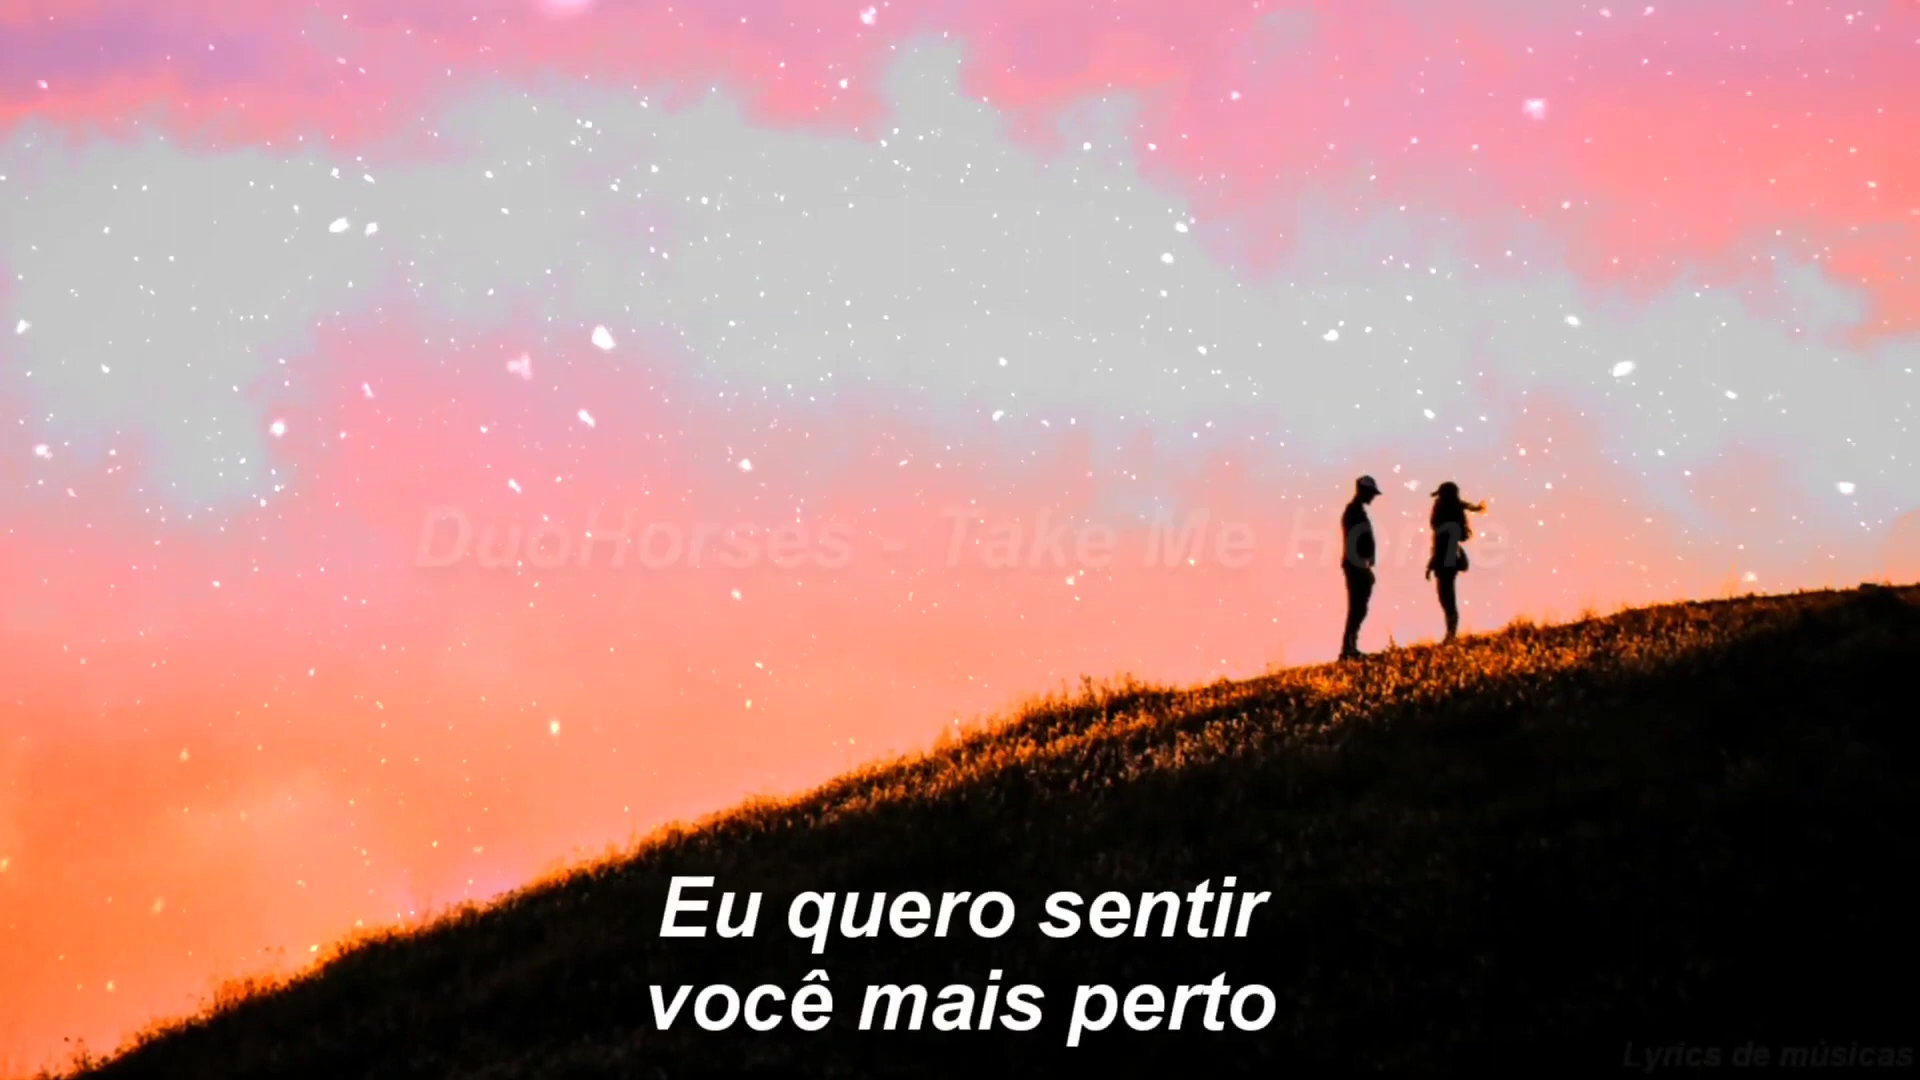 DuoHorses - Take Me Home
Eu quero sentir
você mais perto
Lyrics de músicas